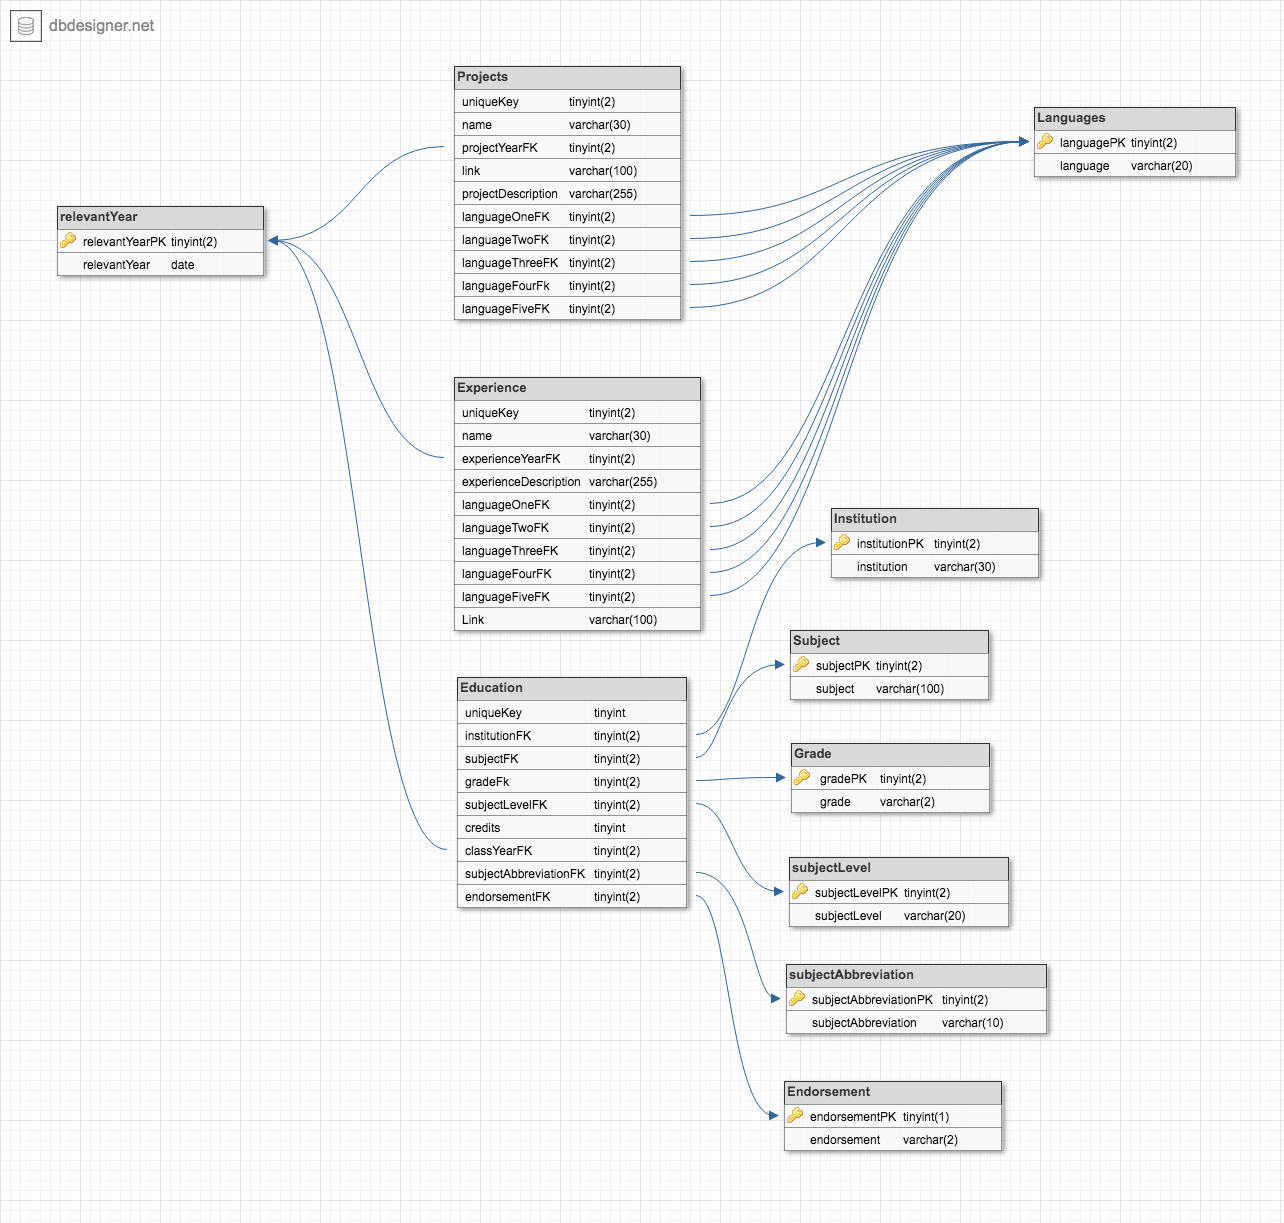 dbdesigner.net
Projects
uniqueKey tinyint(2)
name varchar(30)
projectYearFK tinyint(2)
link varchar(100)
projectDescription varchar(255)
languageOneFK tinyint(2)
languageTwoFK tinyint(2)
languageThreeFK tinyint(2)
languageFourFk tinyint(2)
languageFiveFK tinyint(2)
Languages
languagePK tinyint(2)
language varchar(20)
relevantYear
relevantYearPK tinyint(2)
relevantYear date
Experience
uniqueKey tinyint(2)
name varchar(30)
experienceYearFK tinyint(2)
experienceDescription varchar(255)
languageOneFK tinyint(2)
languageTwoFK tinyint(2)
languageThreeFK tinyint(2)
languageFourFK tinyint(2)
languageFiveFK tinyint(2)
Link varchar(100)
Institution
institutionPK tinyint(2)
institution varchar(30)
Subject
subjectPK tinyint(2)
subject varchar(100)
Education
uniqueKey tinyint
institutionFK tinyint(2)
subjectFK tinyint(2)
gradeFk tinyint(2)
subjectLevelFK tinyint(2)
credits tinyint
classYearFK tinyint(2)
subjectAbbreviationFK tinyint(2)
endorsementFK tinyint(2)
Grade
gradePK tinyint(2)
grade varchar(2)
subjectLevel
subjectLevelPK tinyint(2)
subjectLevel varchar(20)
subjectAbbreviation
subjectAbbreviationPK tinyint(2)
subjectAbbreviation varchar(10)
Endorsement
endorsementPK tinyint(1)
endorsement varchar(2)